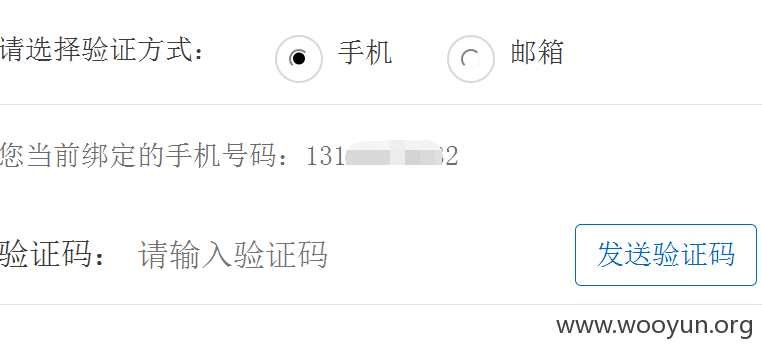 请选择验证方式： 手机 邮箱
您当前绑定的手机号码：131 2
验证码： 请输入验证码 发送验证码
www.wooyun.org